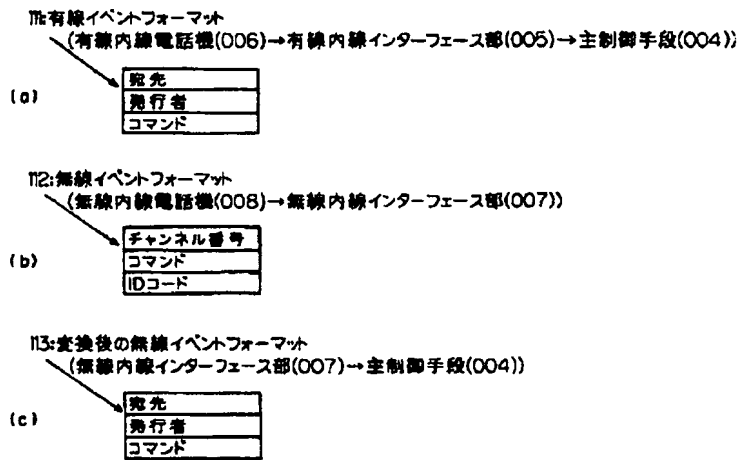 111:有線イベントフォーマット
(有線内線電話機(006)→有線内線インターフェース部(005)→主制御手段(004))
(a)
宛先
発行者
コマンド
112:無線イベントフォーマット
(無線内線電話機(008)→無線内線インターフェース部(007))
(b)
チャンネル番号
コマンド
IDコード
113:変換後の無線イベントフォーマット
(無線内線インターフェース部(007)→主制御手段(004))
(c)
宛先
発行者
コマンド